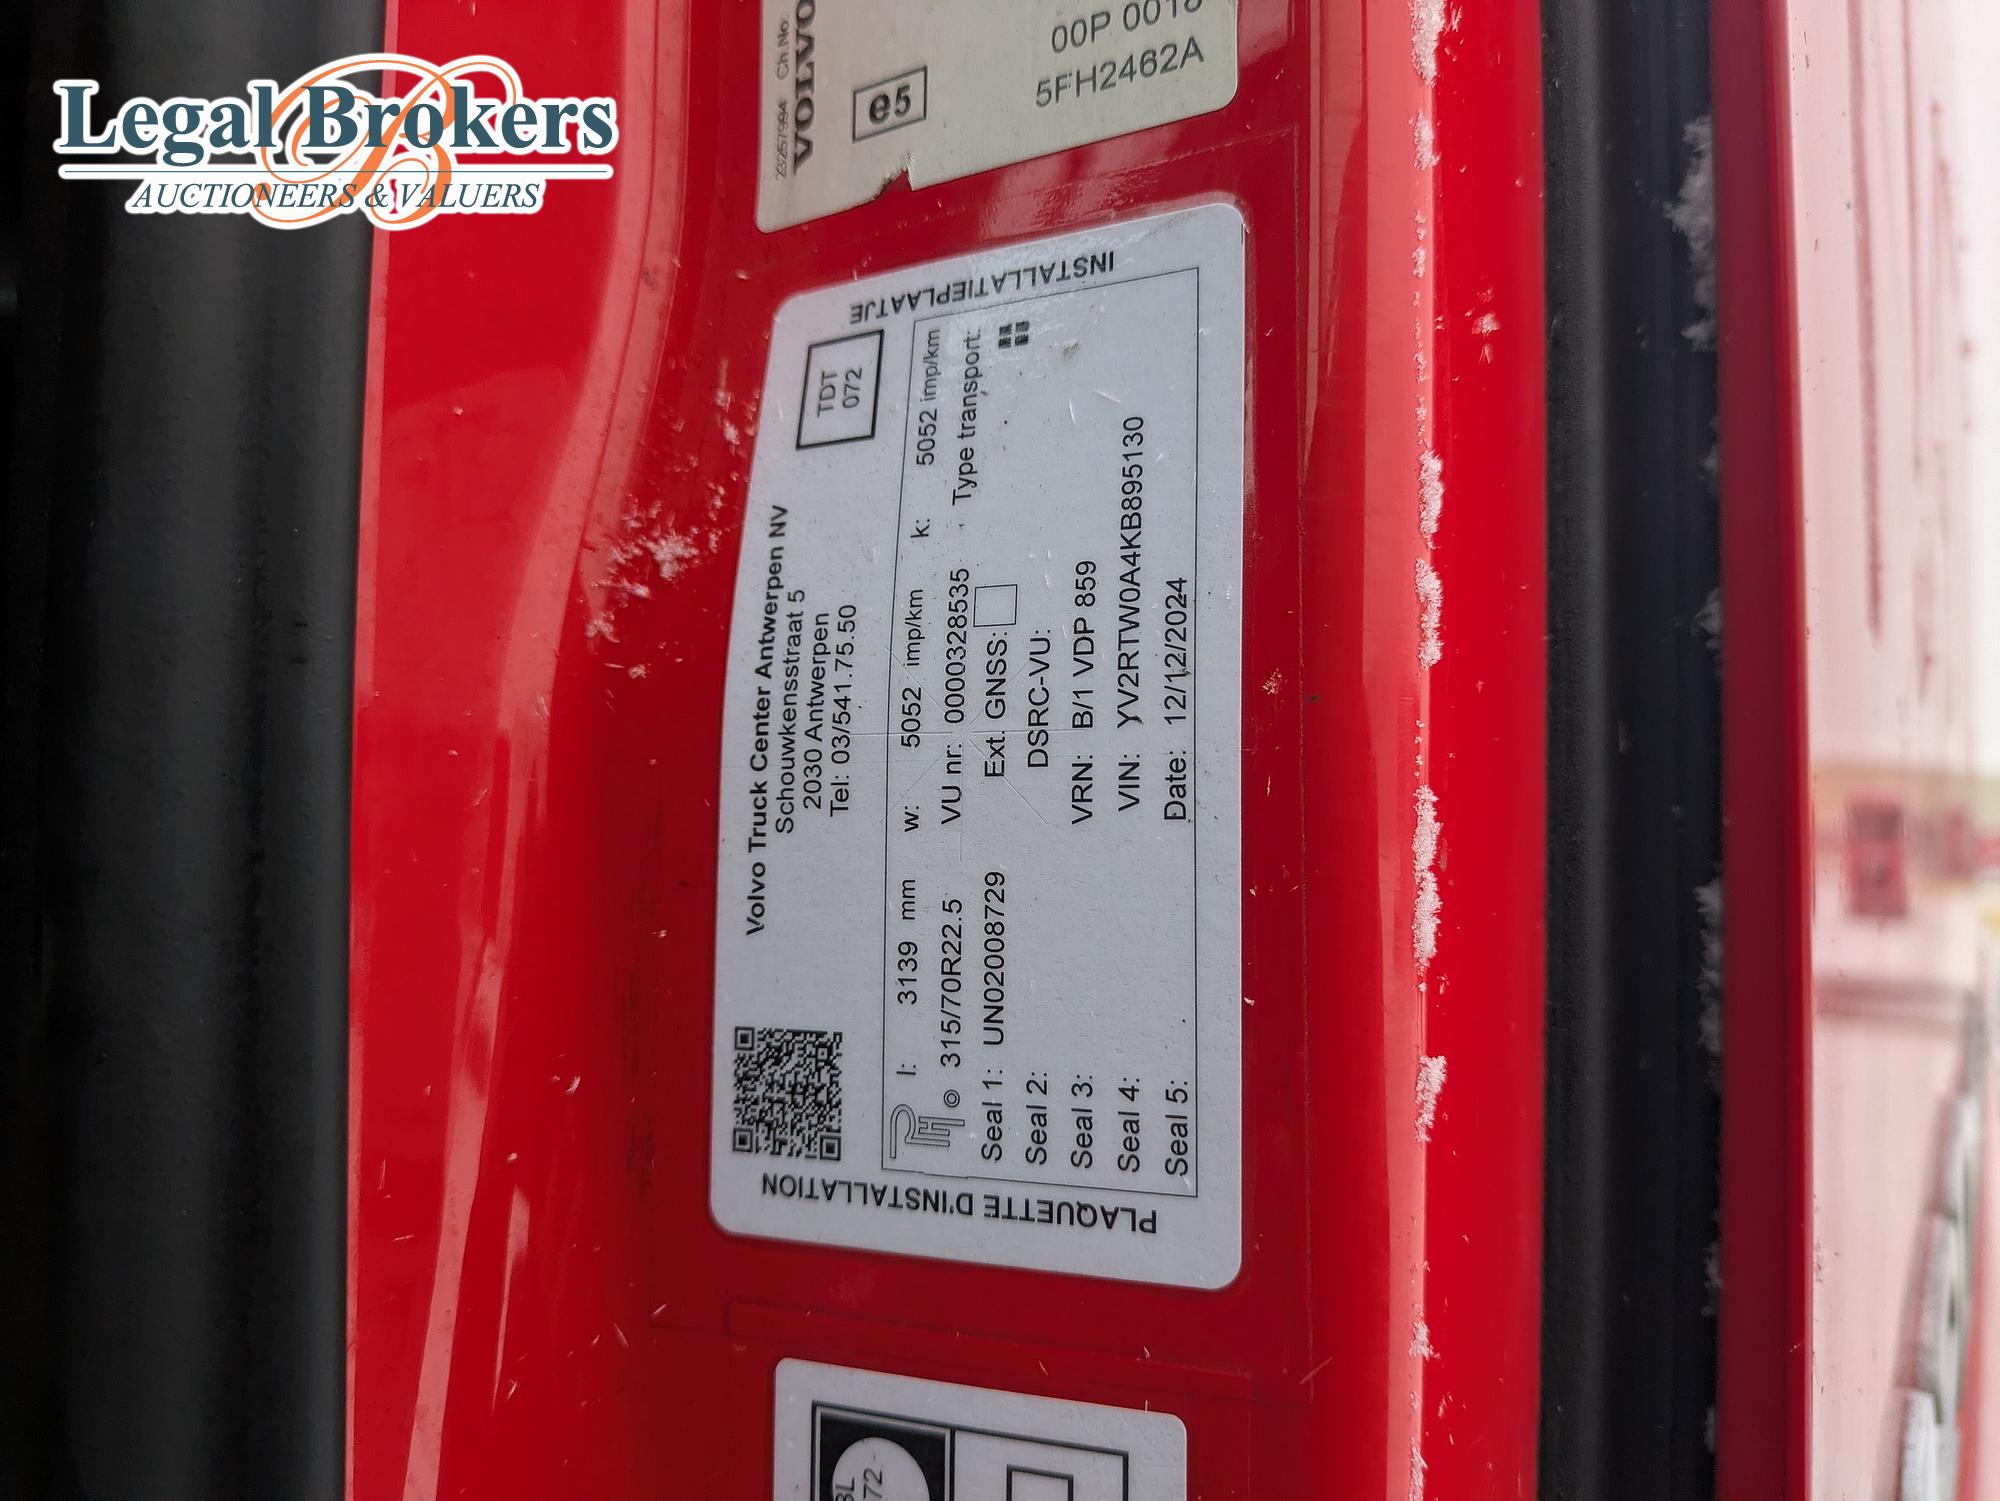 Legal Brokers
AUCTIONEERS & VALUERS
23257994 Ch.No.
VOLVO
e5
5FH2462A
INSTALLATIEPLAATJE
Volvo Truck Center Antwerpen NV
Schouwkensstraat 5
2030 Antwerpen
Tel: 03/541.75.50
TDT
072
l: 3139 mm w: 5052 imp/km k: 5052 imp/km
315/70R22.5 VU nr: 0000328535 Type transport:
Seal 1: UN02008729 Ext. GNSS:
Seal 2: DSRC-VU:
Seal 3: VRN: B/1 VDP 859
Seal 4: VIN: YV2RTW0A4KB895130
Seal 5: Date: 12/12/2024
PLAQUETTE D'INSTALLATION